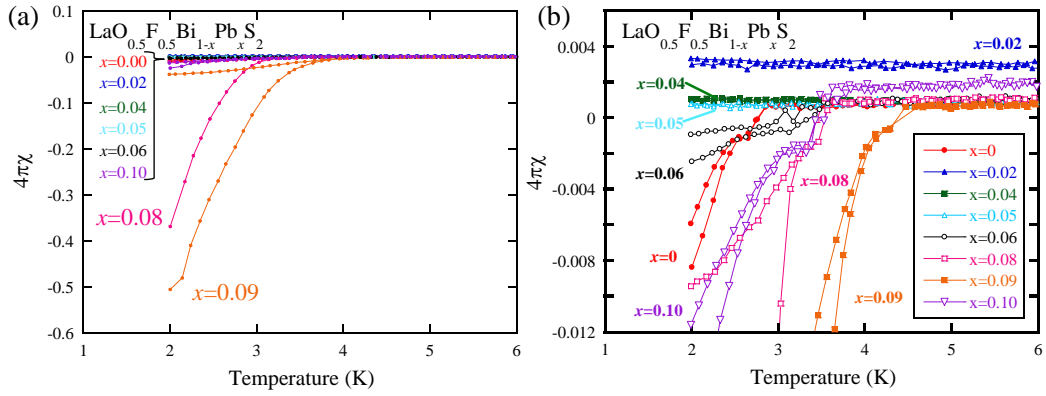 (a)
LaO0.5F0.5Bi1-xPbxS2
x=0.00
x=0.02
x=0.04
x=0.05
x=0.06
x=0.10
x=0.08
x=0.09
0
-0.1
-0.2
-0.3
-0.4
-0.5
-0.6
4πχ
1 2 3 4 5 6
Temperature (K)
(b)
LaO0.5F0.5Bi1-xPbxS2
x=0.02
x=0.04
x=0.05
x=0.06
x=0.08
x=0
x=0.10
x=0.09
0.004
0
-0.004
-0.008
-0.012
4πχ
x=0
x=0.02
x=0.04
x=0.05
x=0.06
x=0.08
x=0.09
x=0.10
1 2 3 4 5 6
Temperature (K)